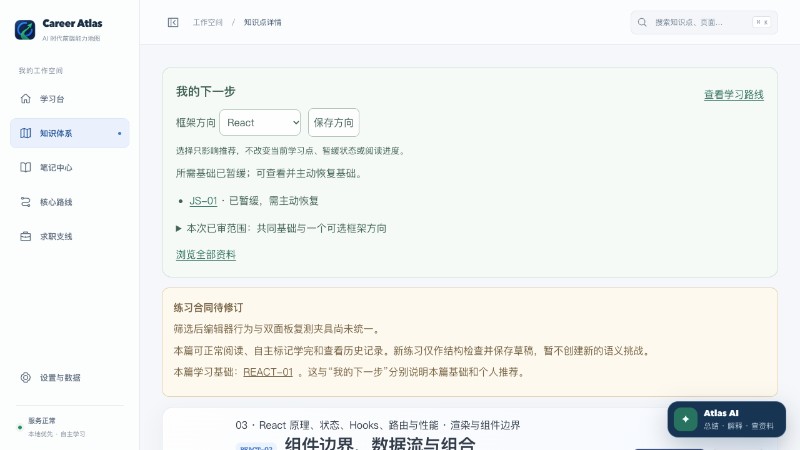 Career Atlas
AI 时代前端能力地图
我的工作空间
学习台
知识体系
笔记中心
核心路线
求职支线
设置与数据
服务正常
本地优先 · 自主学习
工作空间 / 知识点详情
搜索知识点、页面...
我的下一步
查看学习路线
框架方向 React 保存方向
选择只影响推荐，不改变当前学习点、暂缓状态或阅读进度。
所需基础已暂缓；可查看并主动恢复基础。
• JS-01 · 已暂缓，需主动恢复
▶ 本次已审范围：共同基础与一个可选框架方向
浏览全部资料
练习合同待修订
筛选后编辑器行为与双面板复测夹具尚未统一。
本篇可正常阅读、自主标记学完和查看历史记录。新练习仅作结构检查并保存草稿，暂不创建新的语义挑战。
本篇学习基础：REACT-01 。这与“我的下一步”分别说明本篇基础和个人推荐。
03 · React 原理、状态、Hooks、路由与性能 · 渲染与组件边界
组件边界、数据流与组合
Atlas AI
总结 · 解释 · 查资料